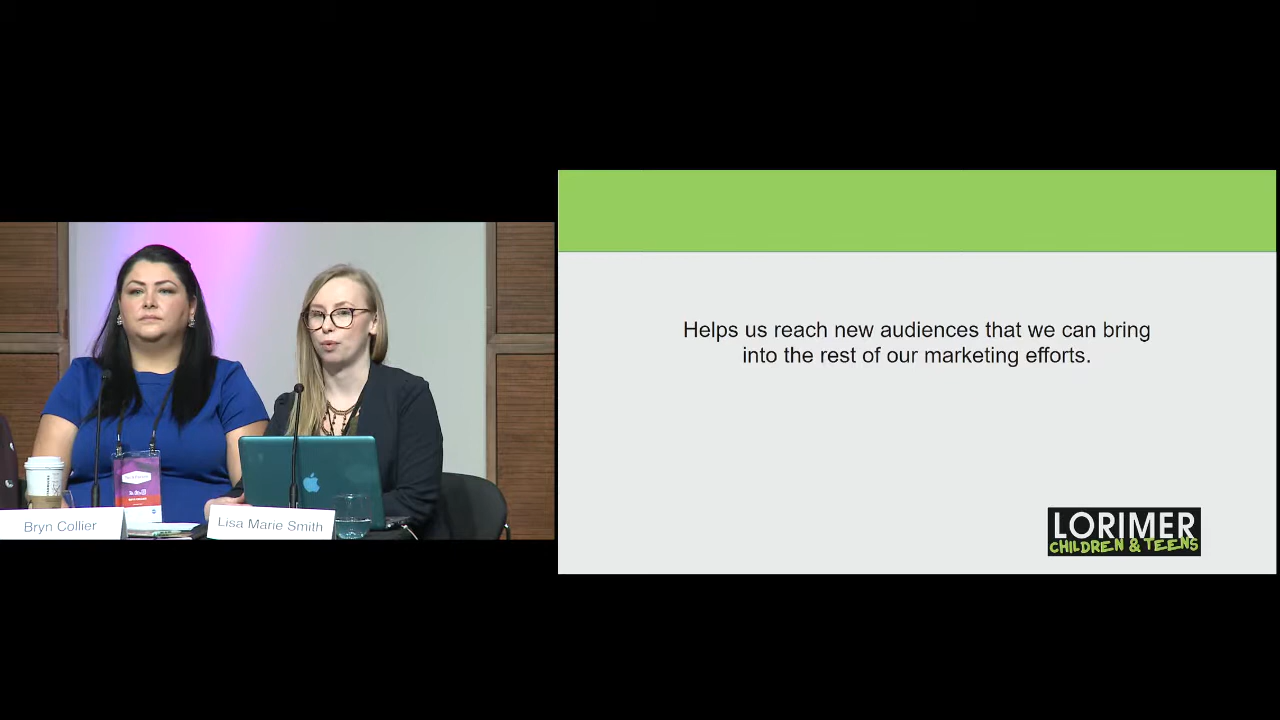 Helps us reach new audiences that we can bring
into the rest of our marketing efforts.
LORIMER
CHILDREN & TEENS
Bryn Collier
Lisa Marie Smith